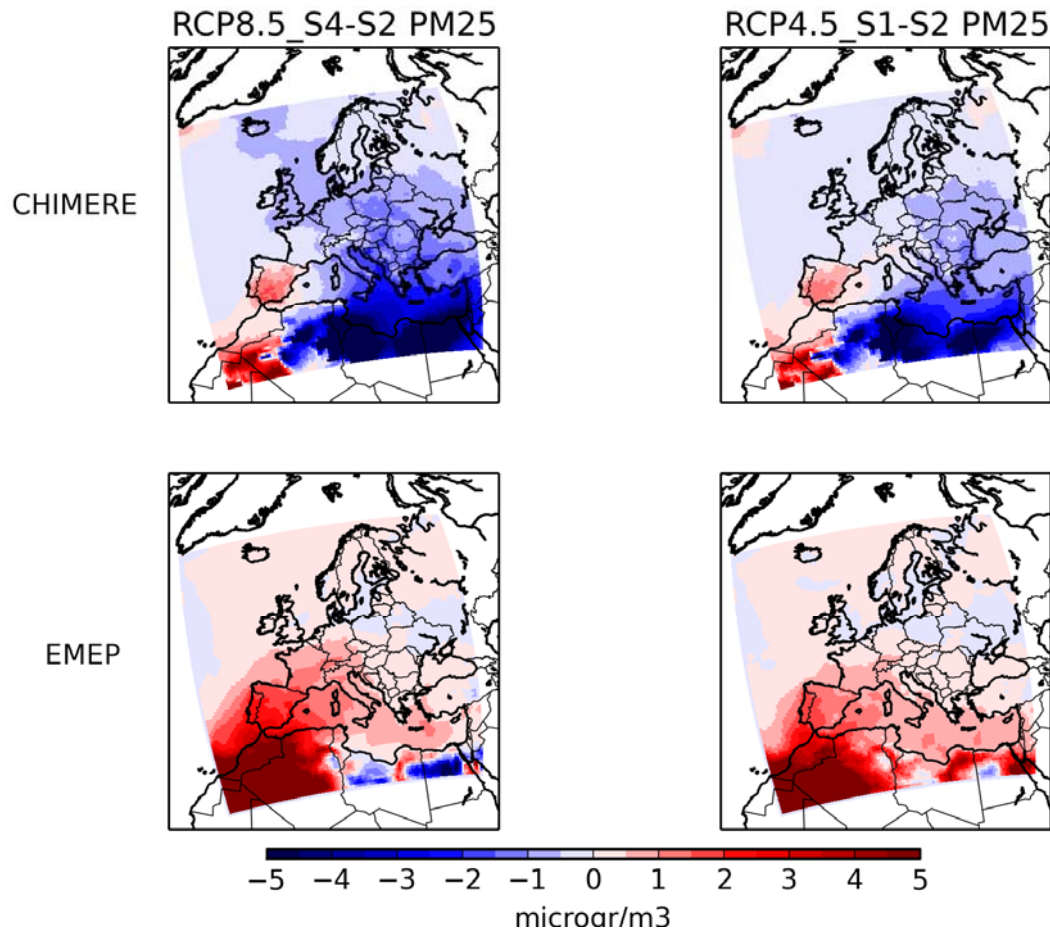 RCP8.5_S4-S2 PM25
RCP4.5_S1-S2 PM25
CHIMERE
EMEP
−5 −4 −3 −2 −1 0 1 2 3 4 5
microgr/m3